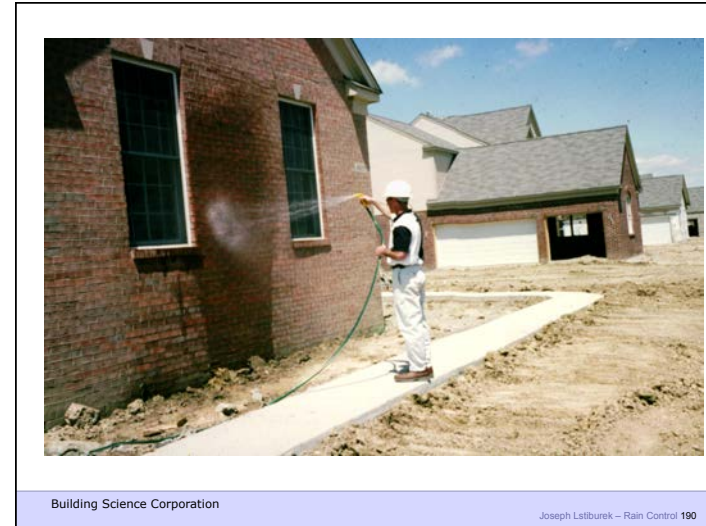 Building Science Corporation
Joseph Lstiburek – Rain Control 190